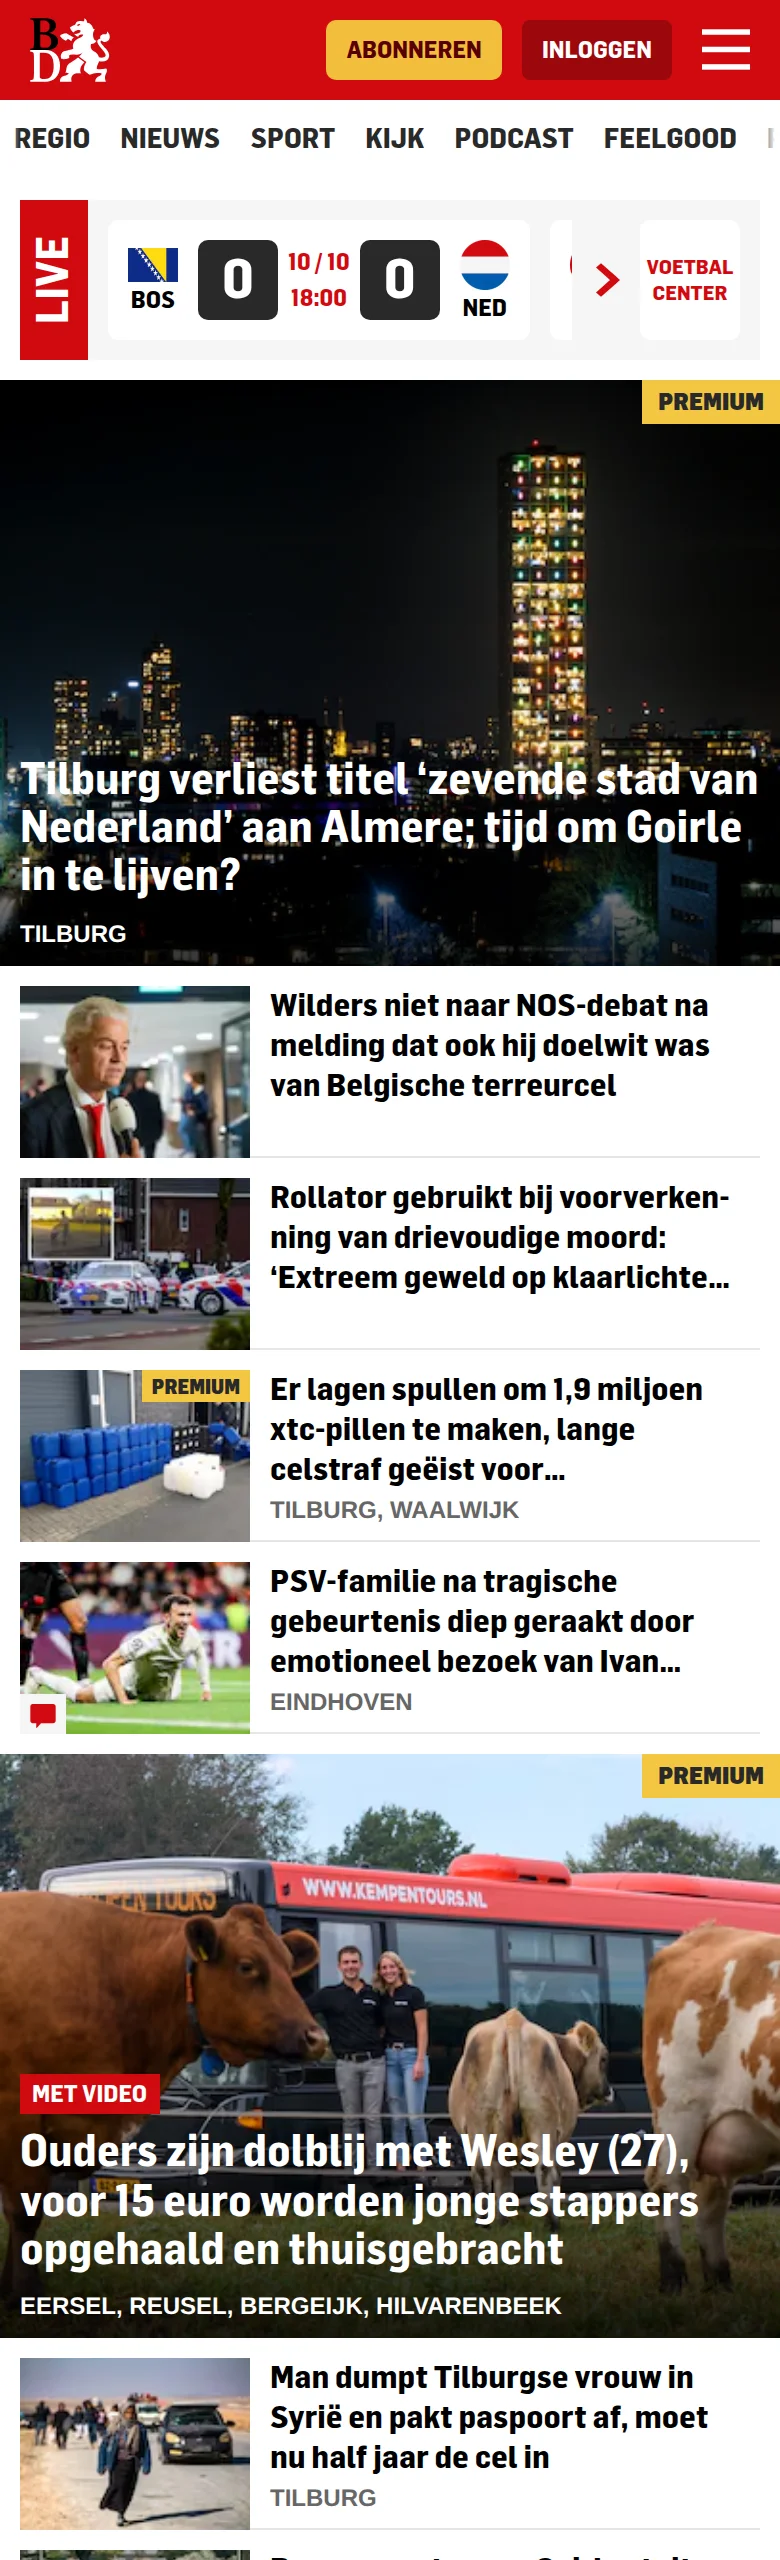 BD
ABONNEREN
INLOGGEN
REGIO NIEUWS SPORT KIJK PODCAST FEELGOOD
LIVE
BOS
0
10 / 10
18:00
0
NED
VOETBAL
CENTER
PREMIUM
Tilburg verliest titel ‘zevende stad van
Nederland’ aan Almere; tijd om Goirle
in te lijven?
TILBURG
Wilders niet naar NOS-debat na
melding dat ook hij doelwit was
van Belgische terreurcel
Rollator gebruikt bij voorverken-
ning van drievoudige moord:
‘Extreem geweld op klaarlichte...
PREMIUM
Er lagen spullen om 1,9 miljoen
xtc-pillen te maken, lange
celstraf geëist voor...
TILBURG, WAALWIJK
PSV-familie na tragische
gebeurtenis diep geraakt door
emotioneel bezoek van Ivan...
EINDHOVEN
PREMIUM
WWW.KEMPENTOURS.NL
TOURS
MET VIDEO
Ouders zijn dolblij met Wesley (27),
voor 15 euro worden jonge stappers
opgehaald en thuisgebracht
EERSEL, REUSEL, BERGEIJK, HILVARENBEEK
Man dumpt Tilburgse vrouw in
Syrië en pakt paspoort af, moet
nu half jaar de cel in
TILBURG